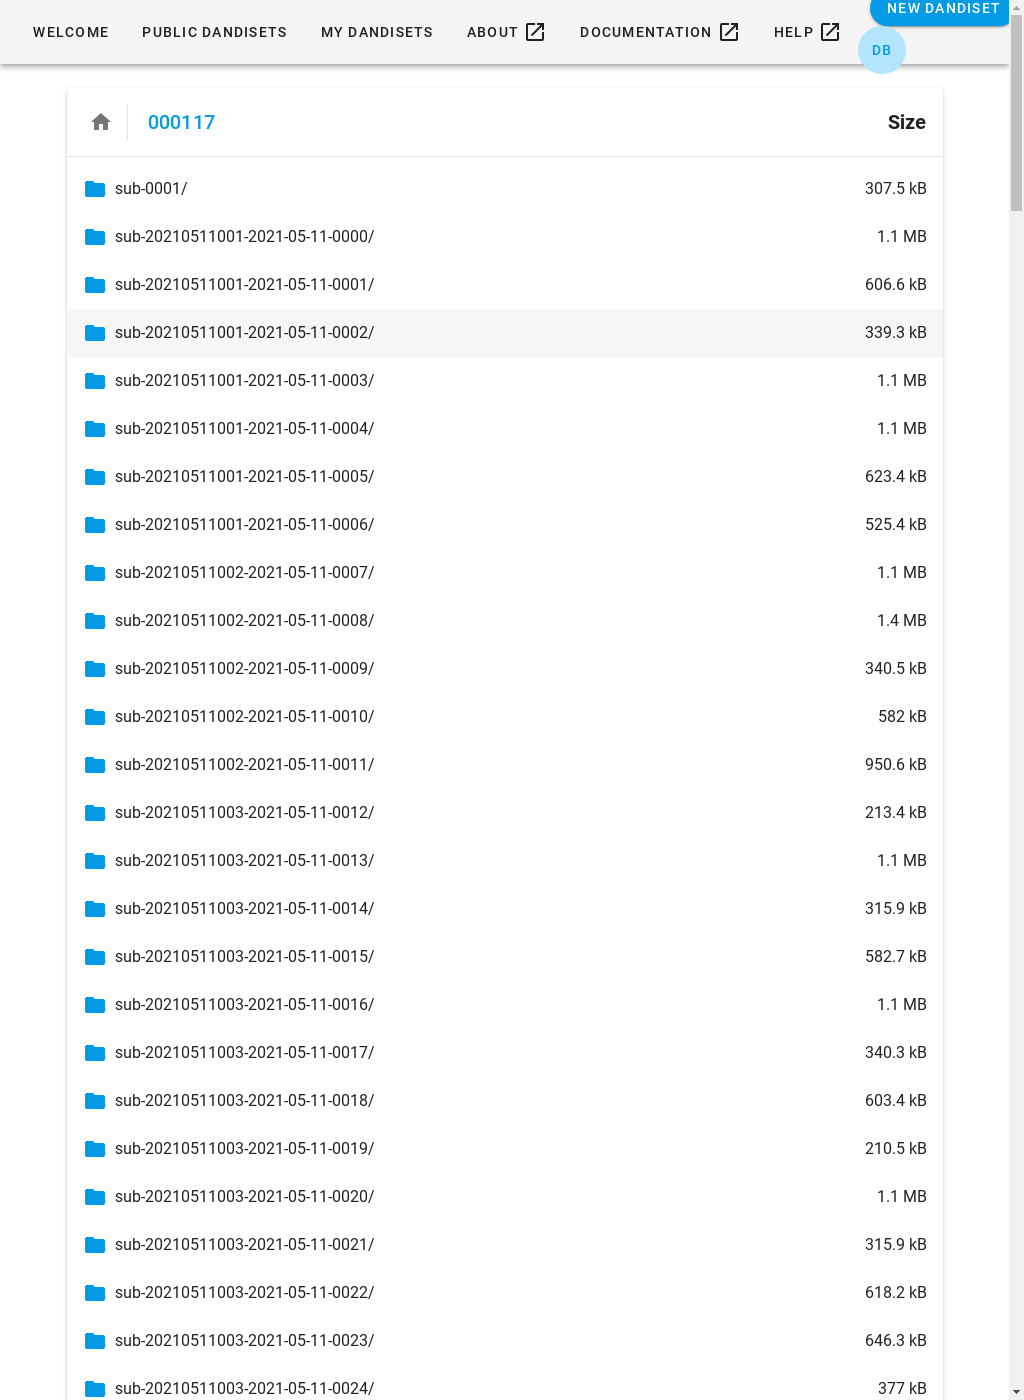 NEW DANDISET
WELCOME PUBLIC DANDISETS MY DANDISETS ABOUT DOCUMENTATION HELP
DB
000117 Size
sub-0001/ 307.5 kB
sub-20210511001-2021-05-11-0000/ 1.1 MB
sub-20210511001-2021-05-11-0001/ 606.6 kB
sub-20210511001-2021-05-11-0002/ 339.3 kB
sub-20210511001-2021-05-11-0003/ 1.1 MB
sub-20210511001-2021-05-11-0004/ 1.1 MB
sub-20210511001-2021-05-11-0005/ 623.4 kB
sub-20210511001-2021-05-11-0006/ 525.4 kB
sub-20210511002-2021-05-11-0007/ 1.1 MB
sub-20210511002-2021-05-11-0008/ 1.4 MB
sub-20210511002-2021-05-11-0009/ 340.5 kB
sub-20210511002-2021-05-11-0010/ 582 kB
sub-20210511002-2021-05-11-0011/ 950.6 kB
sub-20210511003-2021-05-11-0012/ 213.4 kB
sub-20210511003-2021-05-11-0013/ 1.1 MB
sub-20210511003-2021-05-11-0014/ 315.9 kB
sub-20210511003-2021-05-11-0015/ 582.7 kB
sub-20210511003-2021-05-11-0016/ 1.1 MB
sub-20210511003-2021-05-11-0017/ 340.3 kB
sub-20210511003-2021-05-11-0018/ 603.4 kB
sub-20210511003-2021-05-11-0019/ 210.5 kB
sub-20210511003-2021-05-11-0020/ 1.1 MB
sub-20210511003-2021-05-11-0021/ 315.9 kB
sub-20210511003-2021-05-11-0022/ 618.2 kB
sub-20210511003-2021-05-11-0023/ 646.3 kB
sub-20210511003-2021-05-11-0024/ 377 kB